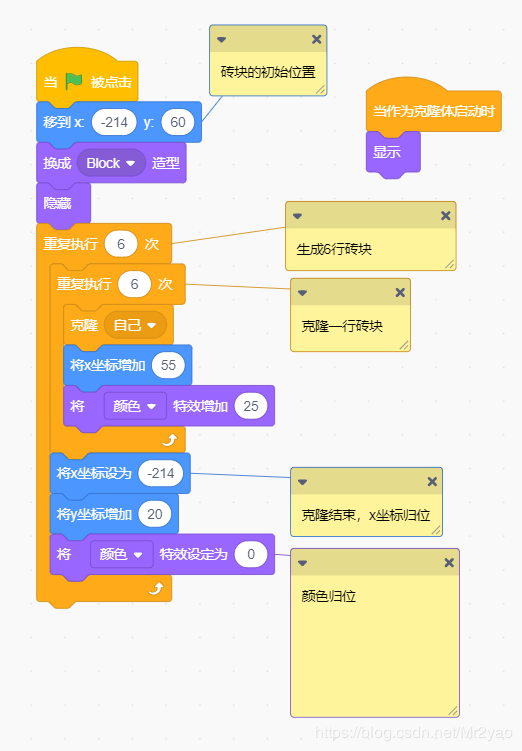 砖块的初始位置
当 被点击
移到 x: -214 y: 60
换成 Block 造型
隐藏
重复执行 6 次
重复执行 6 次
克隆 自己
将x坐标增加 55
将 颜色 特效增加 25
将x坐标设为 -214
将y坐标增加 20
将 颜色 特效设定为 0
当作为克隆体启动时
显示
生成6行砖块
克隆一行砖块
克隆结束，x坐标归位
颜色归位
https://blog.csdn.net/Mr2yao